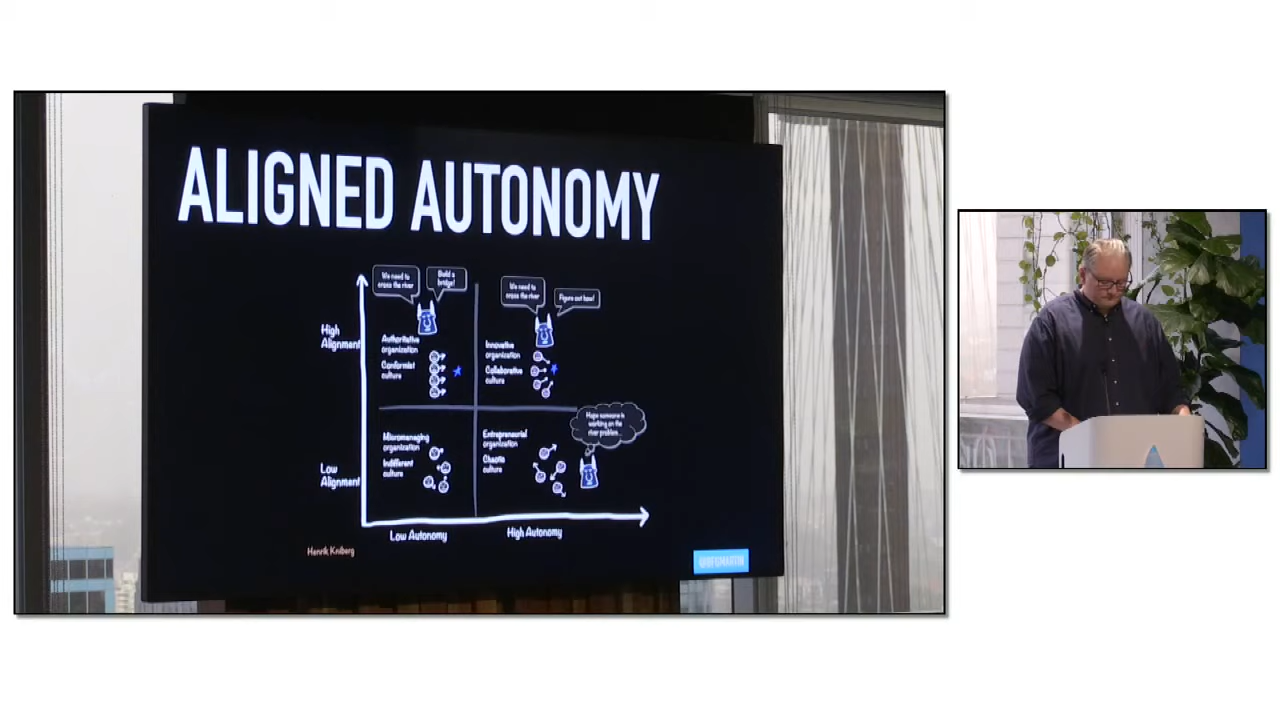 ALIGNED AUTONOMY
We need to
cross the river
Build a
bridge!
We need to
cross the river
Figure out how!
High
Alignment
Authoritative
organization
Conformist
culture
Innovative
organization
Collaborative
culture
Hope someone is
working on the
river problem...
Low
Alignment
Micromanaging
organization
Indifferent
culture
Entrepreneurial
organization
Chaotic
culture
Low Autonomy
High Autonomy
Henrik Kniberg